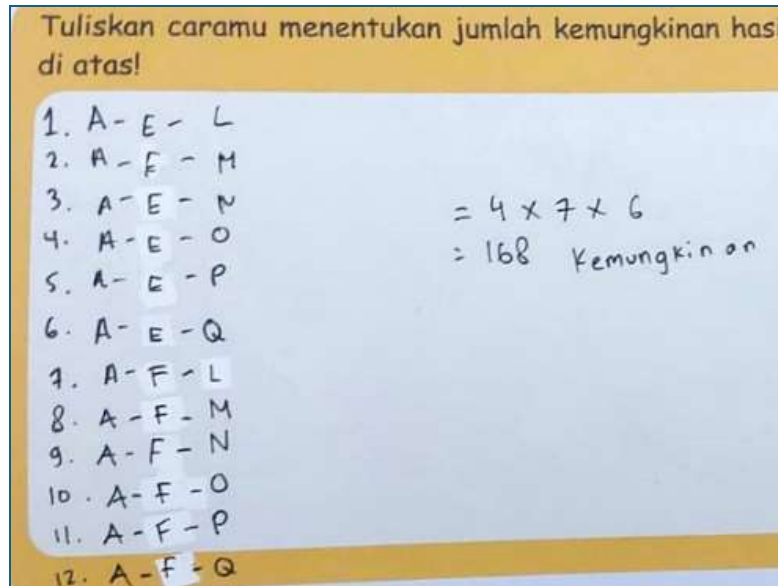 Tuliskan caramu menentukan jumlah kemungkinan has
di atas!
1. A - E - L
2. A - E - M
3. A - E - N
4. A - E - O
5. A - E - P
6. A - E - Q
7. A - F - L
8. A - F - M
9. A - F - N
10. A - F - O
11. A - F - P
12. A - F - Q
= 4 x 7 x 6
= 168 Kemungkinan